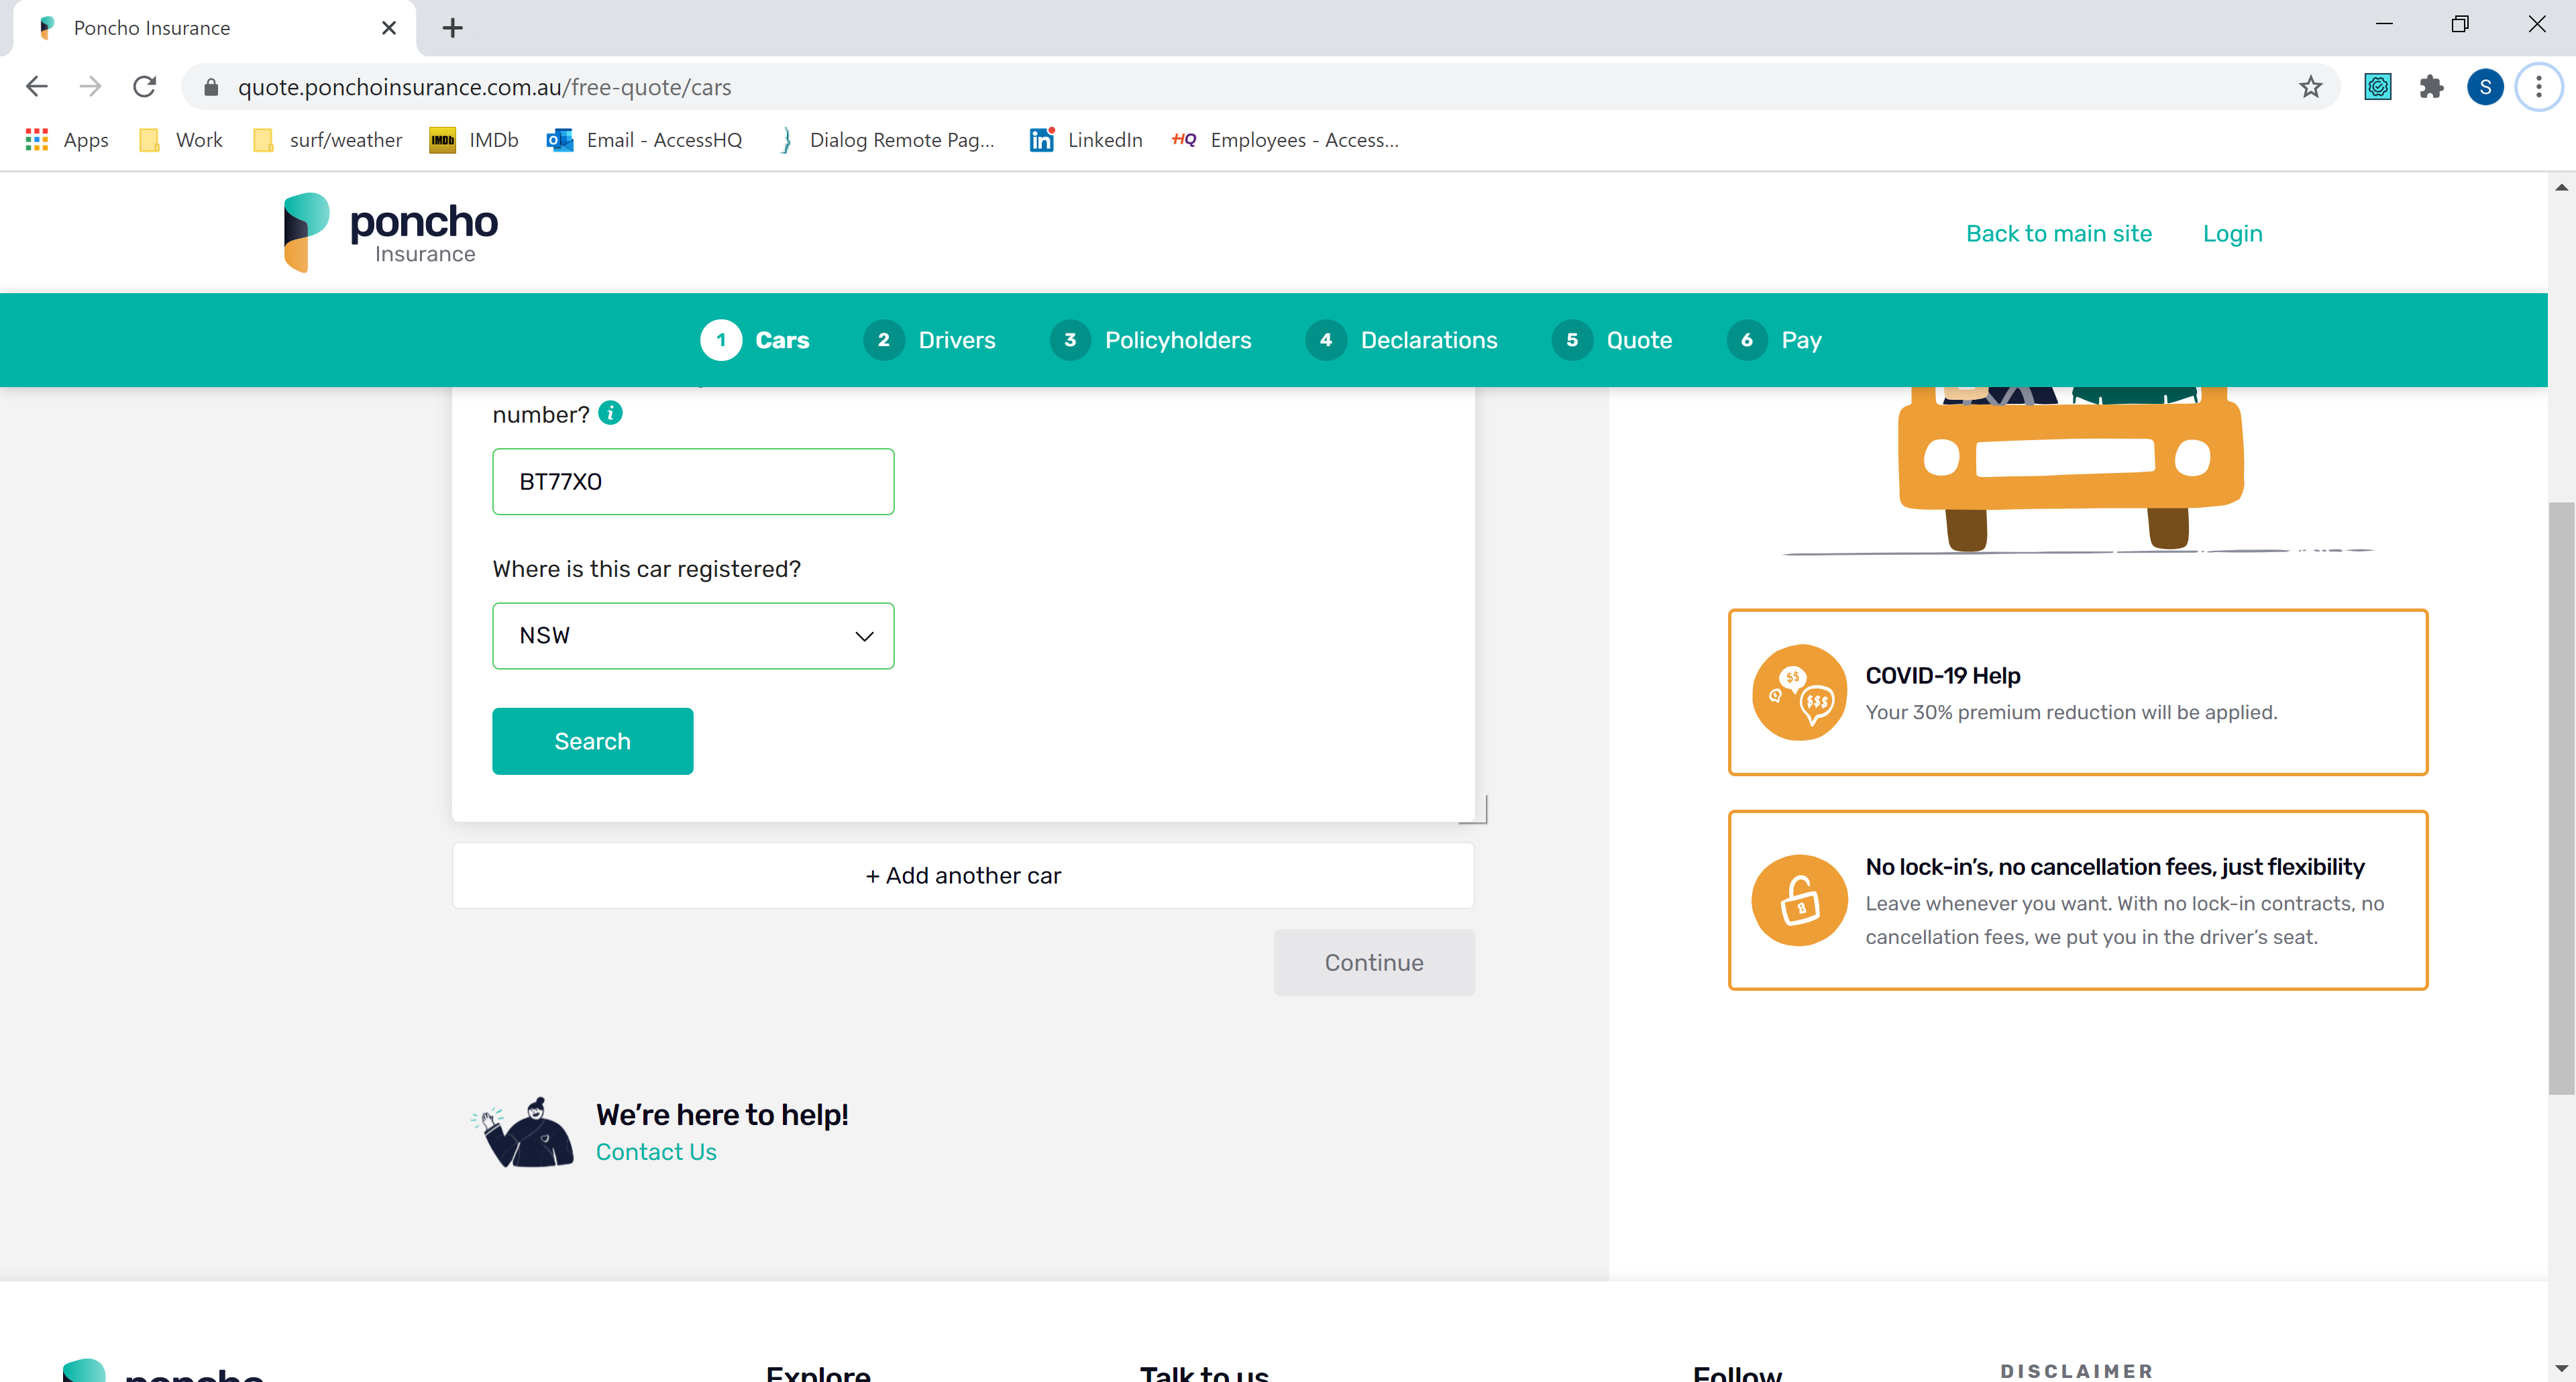 Poncho Insurance
quote.ponchoinsurance.com.au/free-quote/cars
S
Apps
Work
surf/weather
IMDb
IMDb
Email - AccessHQ
Dialog Remote Pag...
in
LinkedIn
HQ
Employees - Access...
poncho
Insurance
Back to main site
Login
1 Cars
2 Drivers
3 Policyholders
4 Declarations
5 Quote
6 Pay
number? i
BT77XO
Where is this car registered?
NSW
Search
+ Add another car
Continue
We're here to help!
Contact Us
$$
$$$
COVID-19 Help
Your 30% premium reduction will be applied.
No lock-in's, no cancellation fees, just flexibility
Leave whenever you want. With no lock-in contracts, no
cancellation fees, we put you in the driver's seat.
poncho
Explore
Talk to us
Follow
DISCLAIMER